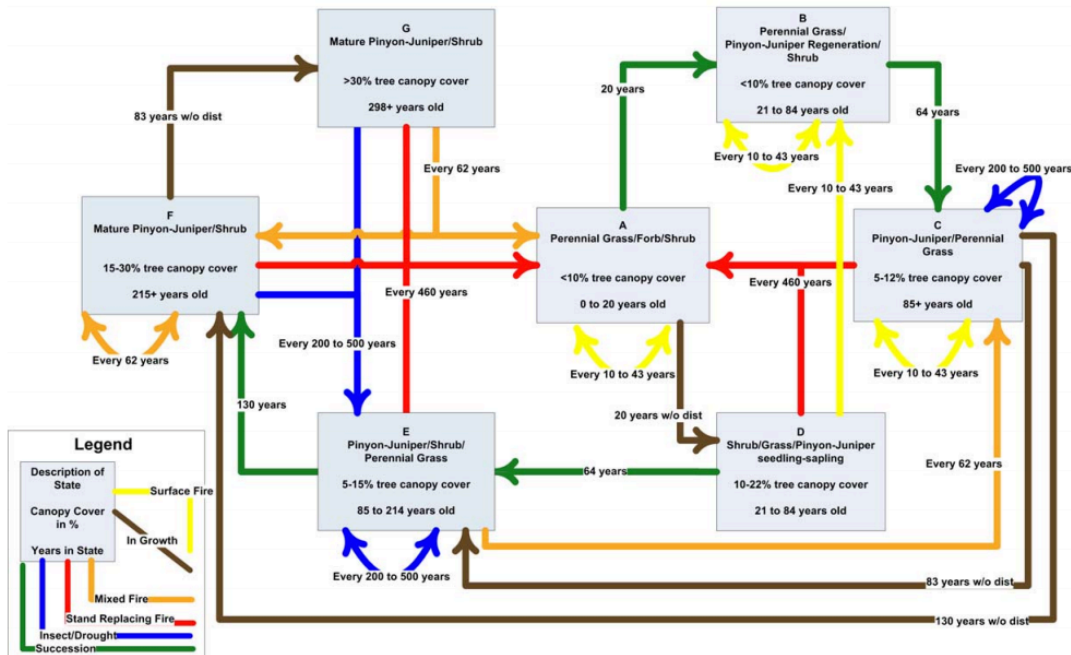 G
Mature Pinyon-Juniper/Shrub
>30% tree canopy cover
298+ years old
B
Perennial Grass/
Pinyon-Juniper Regeneration/
Shrub
<10% tree canopy cover
21 to 84 years old
83 years w/o dist
20 years
64 years
Every 62 years
Every 10 to 43 years
Every 200 to 500 years
Every 10 to 43 years
F
Mature Pinyon-Juniper/Shrub
15-30% tree canopy cover
215+ years old
A
Perennial Grass/Forb/Shrub
<10% tree canopy cover
0 to 20 years old
C
Pinyon-Juniper/Perennial
Grass
5-12% tree canopy cover
85+ years old
Every 460 years
Every 460 years
Every 62 years
Every 200 to 500 years
Every 10 to 43 years
Every 10 to 43 years
130 years
20 years w/o dist
E
Pinyon-Juniper/Shrub/
Perennial Grass
5-15% tree canopy cover
85 to 214 years old
64 years
D
Shrub/Grass/Pinyon-Juniper
seedling-sapling
10-22% tree canopy cover
21 to 84 years old
Every 62 years
Every 200 to 500 years
83 years w/o dist
130 years w/o dist
Legend
Description of
State
Canopy Cover
in %
Years in State
Surface Fire
In Growth
Mixed Fire
Stand Replacing Fire
Insect/Drought
Succession